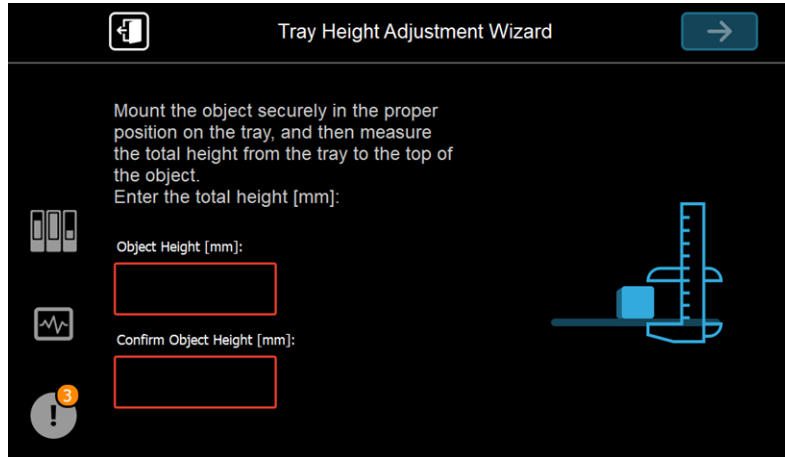 Tray Height Adjustment Wizard
Mount the object securely in the proper
position on the tray, and then measure
the total height from the tray to the top of
the object.
Enter the total height [mm]:
Object Height [mm]:
Confirm Object Height [mm]:
3
!